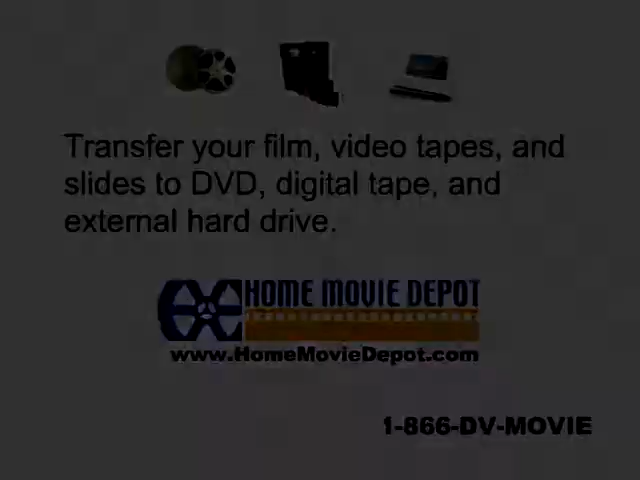 Transfer your film, video tapes, and
slides to DVD, digital tape, and
external hard drive.
HOME MOVIE DEPOT
www.HomeMovieDepot.com
1-866-DV-MOVIE